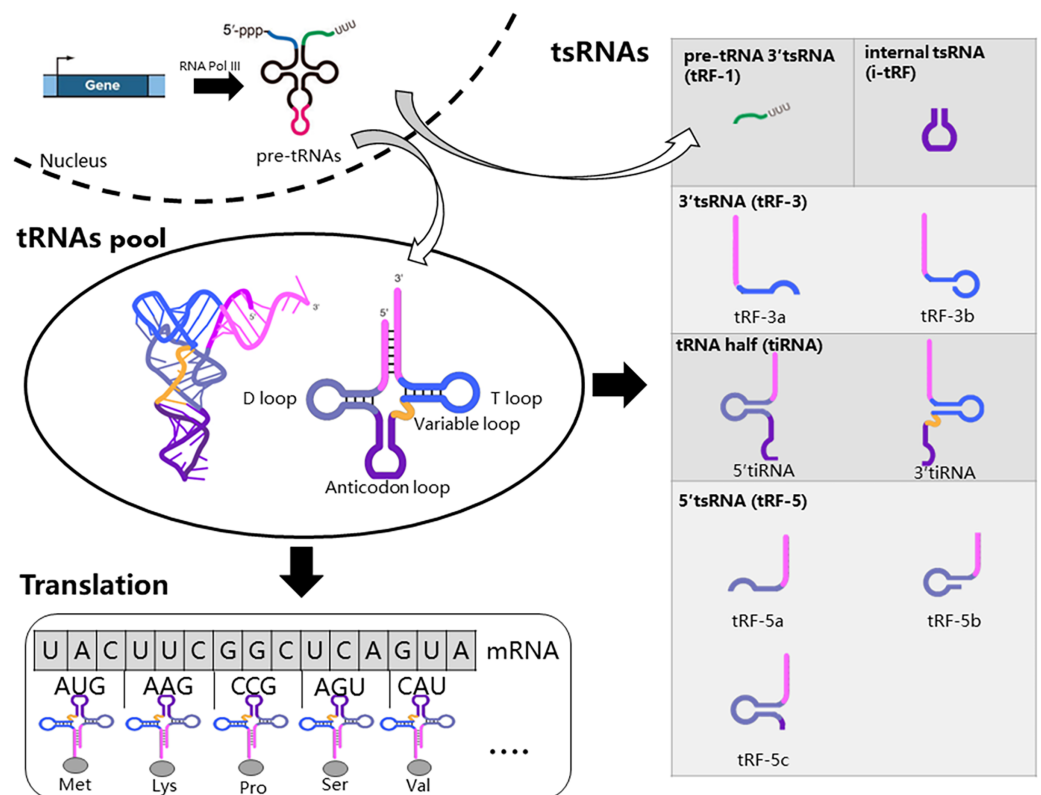 5'-ppp-
UUU
RNA Pol III
Gene
pre-tRNAs
Nucleus
tsRNAs
pre-tRNA 3'tsRNA
(tRF-1)
UUU
internal tsRNA
(i-tRF)
3'tsRNA (tRF-3)
tRF-3a
tRF-3b
tRNA half (tiRNA)
5'tiRNA
3'tiRNA
5'tsRNA (tRF-5)
tRF-5a
tRF-5b
tRF-5c
tRNAs pool
5'
3'
3'
5'
D loop
T loop
Variable loop
Anticodon loop
Translation
U A C U U C G G C U C A G U A mRNA
AUG AAG CCG AGU CAU
Met Lys Pro Ser Val
....